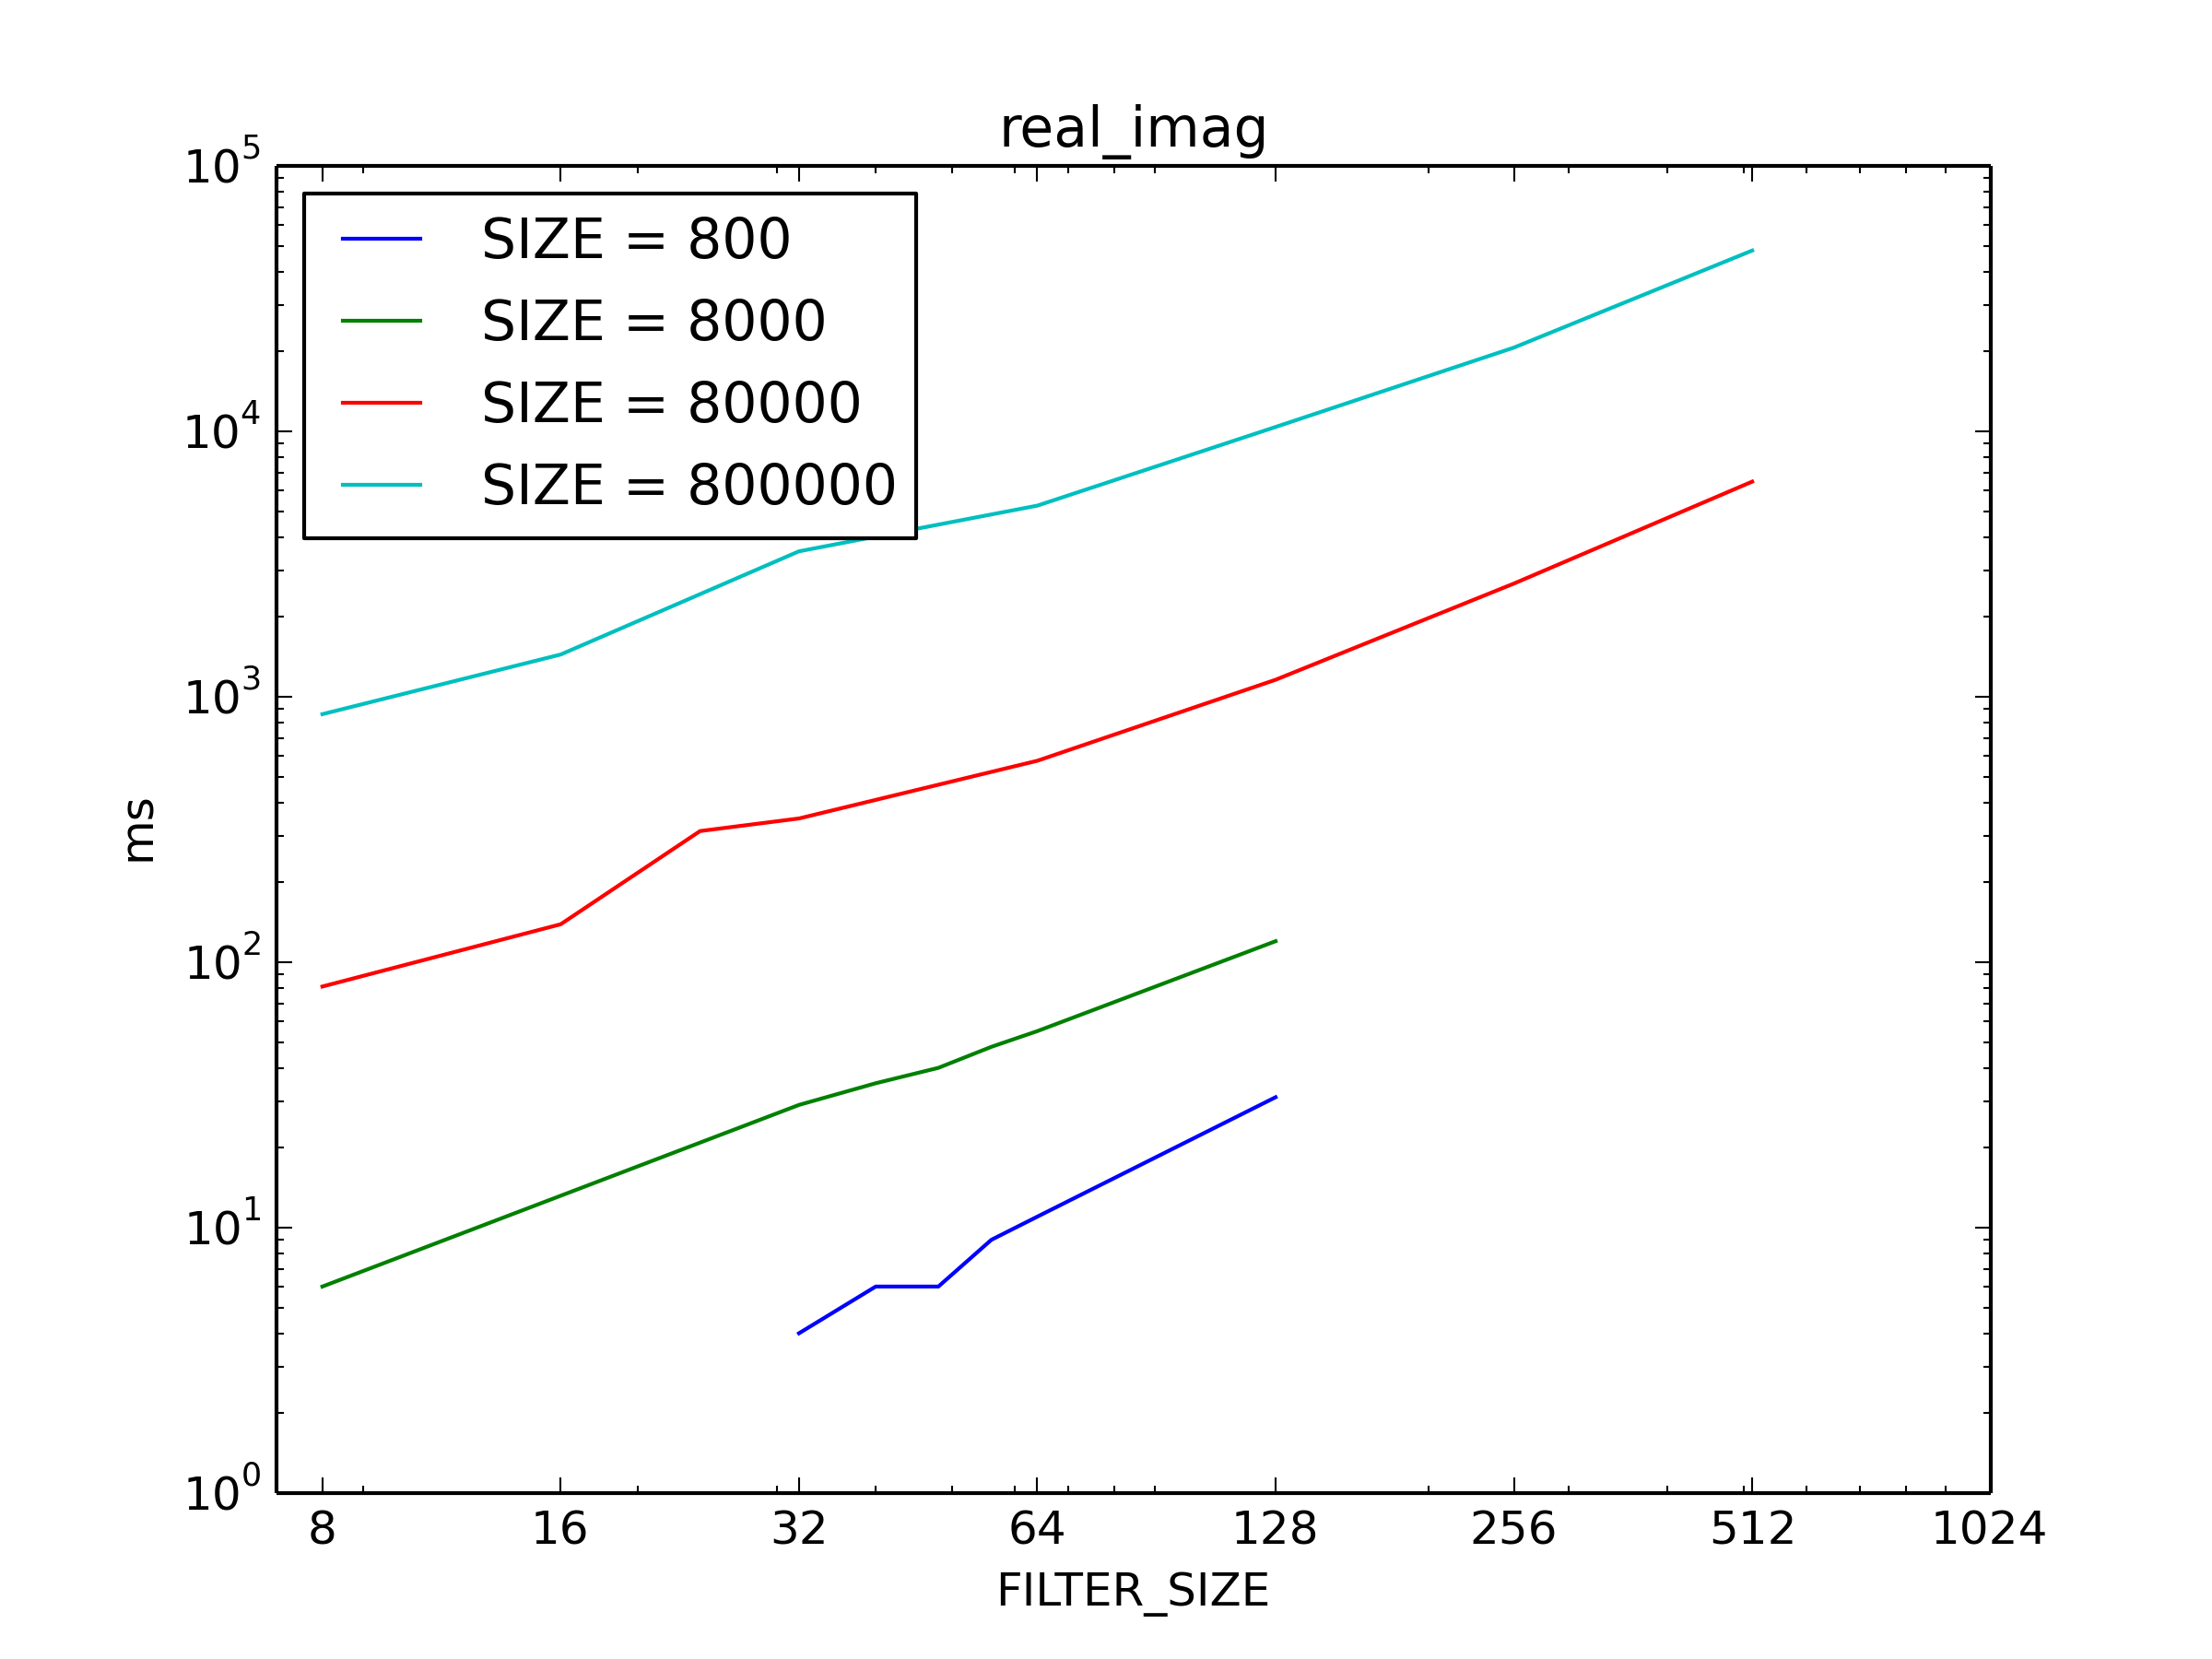 real_imag
10^5
SIZE = 800
SIZE = 8000
SIZE = 80000
SIZE = 800000
10^4
10^3
ms
10^2
10^1
10^0
8 16 32 64 128 256 512 1024
FILTER_SIZE